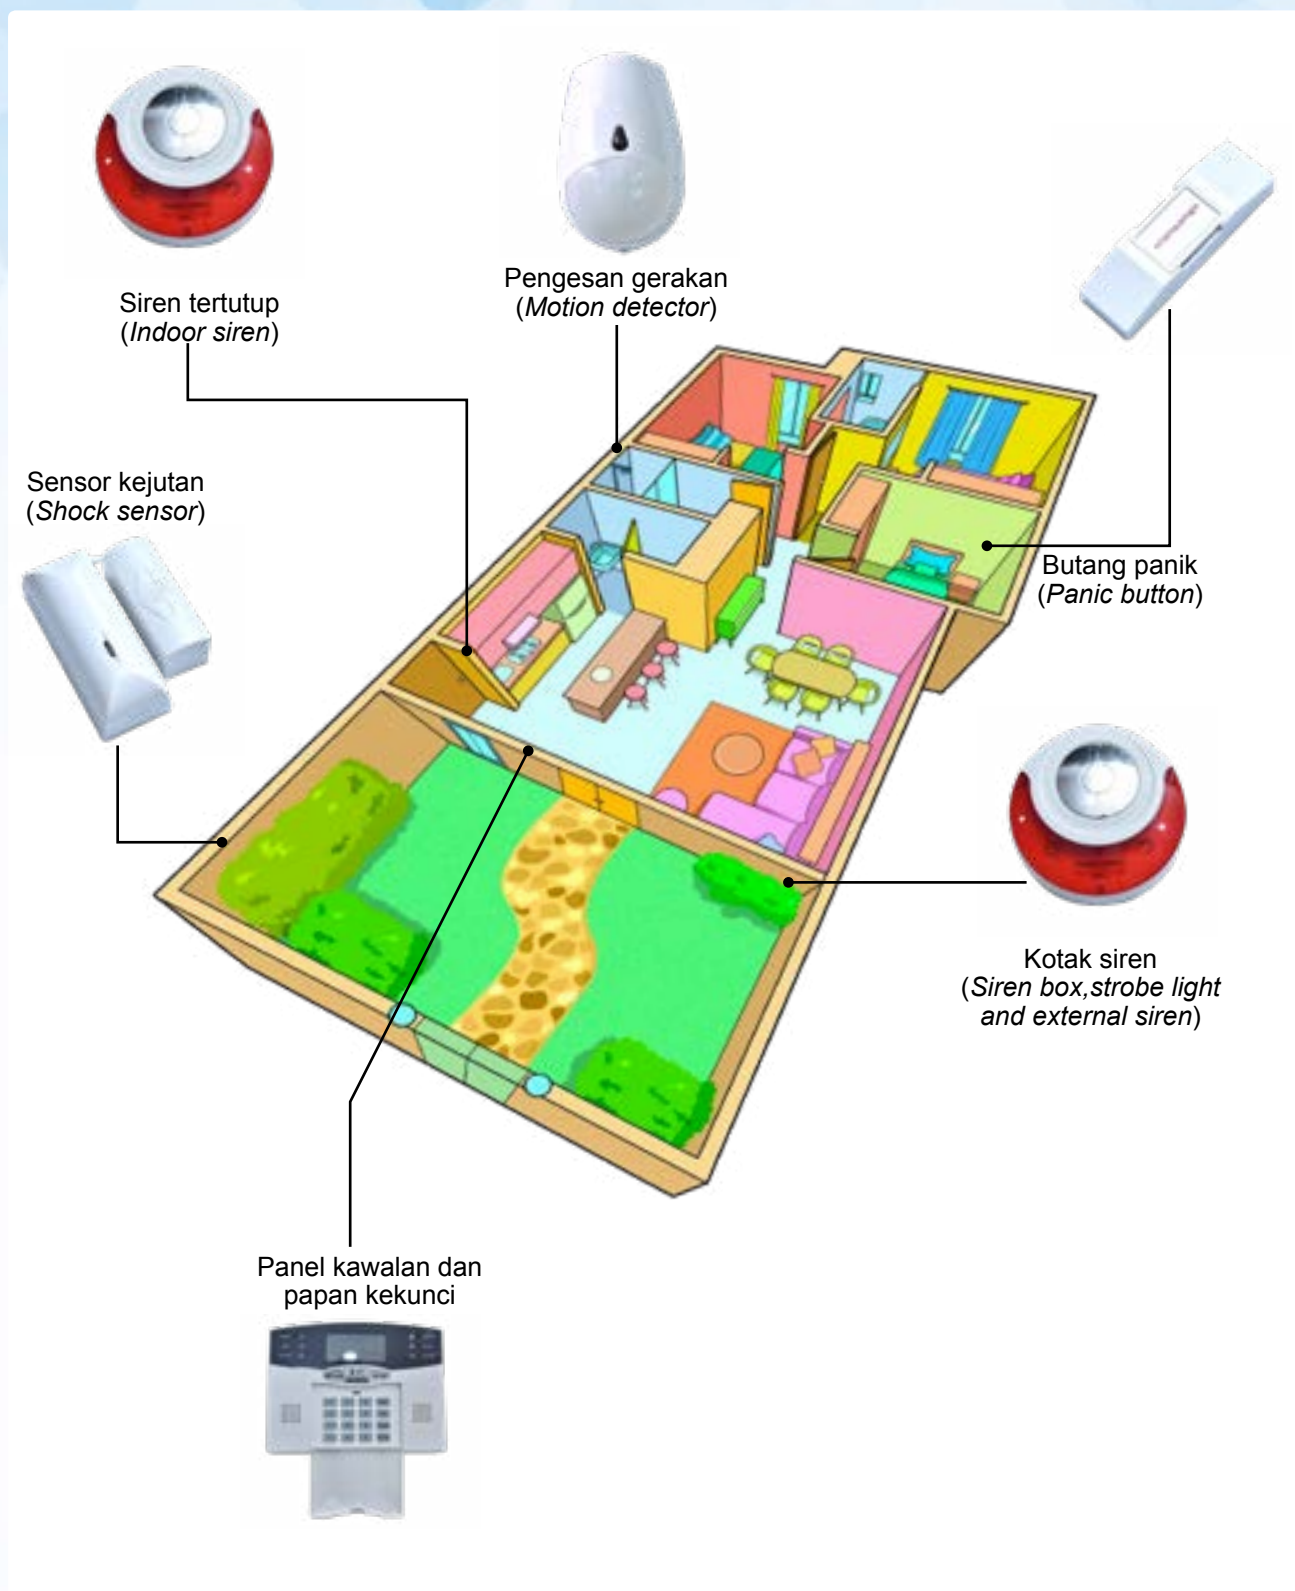 Pengesan gerakan
(Motion detector)
Siren tertutup
(Indoor siren)
Sensor kejutan
(Shock sensor)
Butang panik
(Panic button)
Kotak siren
(Siren box,strobe light
and external siren)
Panel kawalan dan
papan kekunci